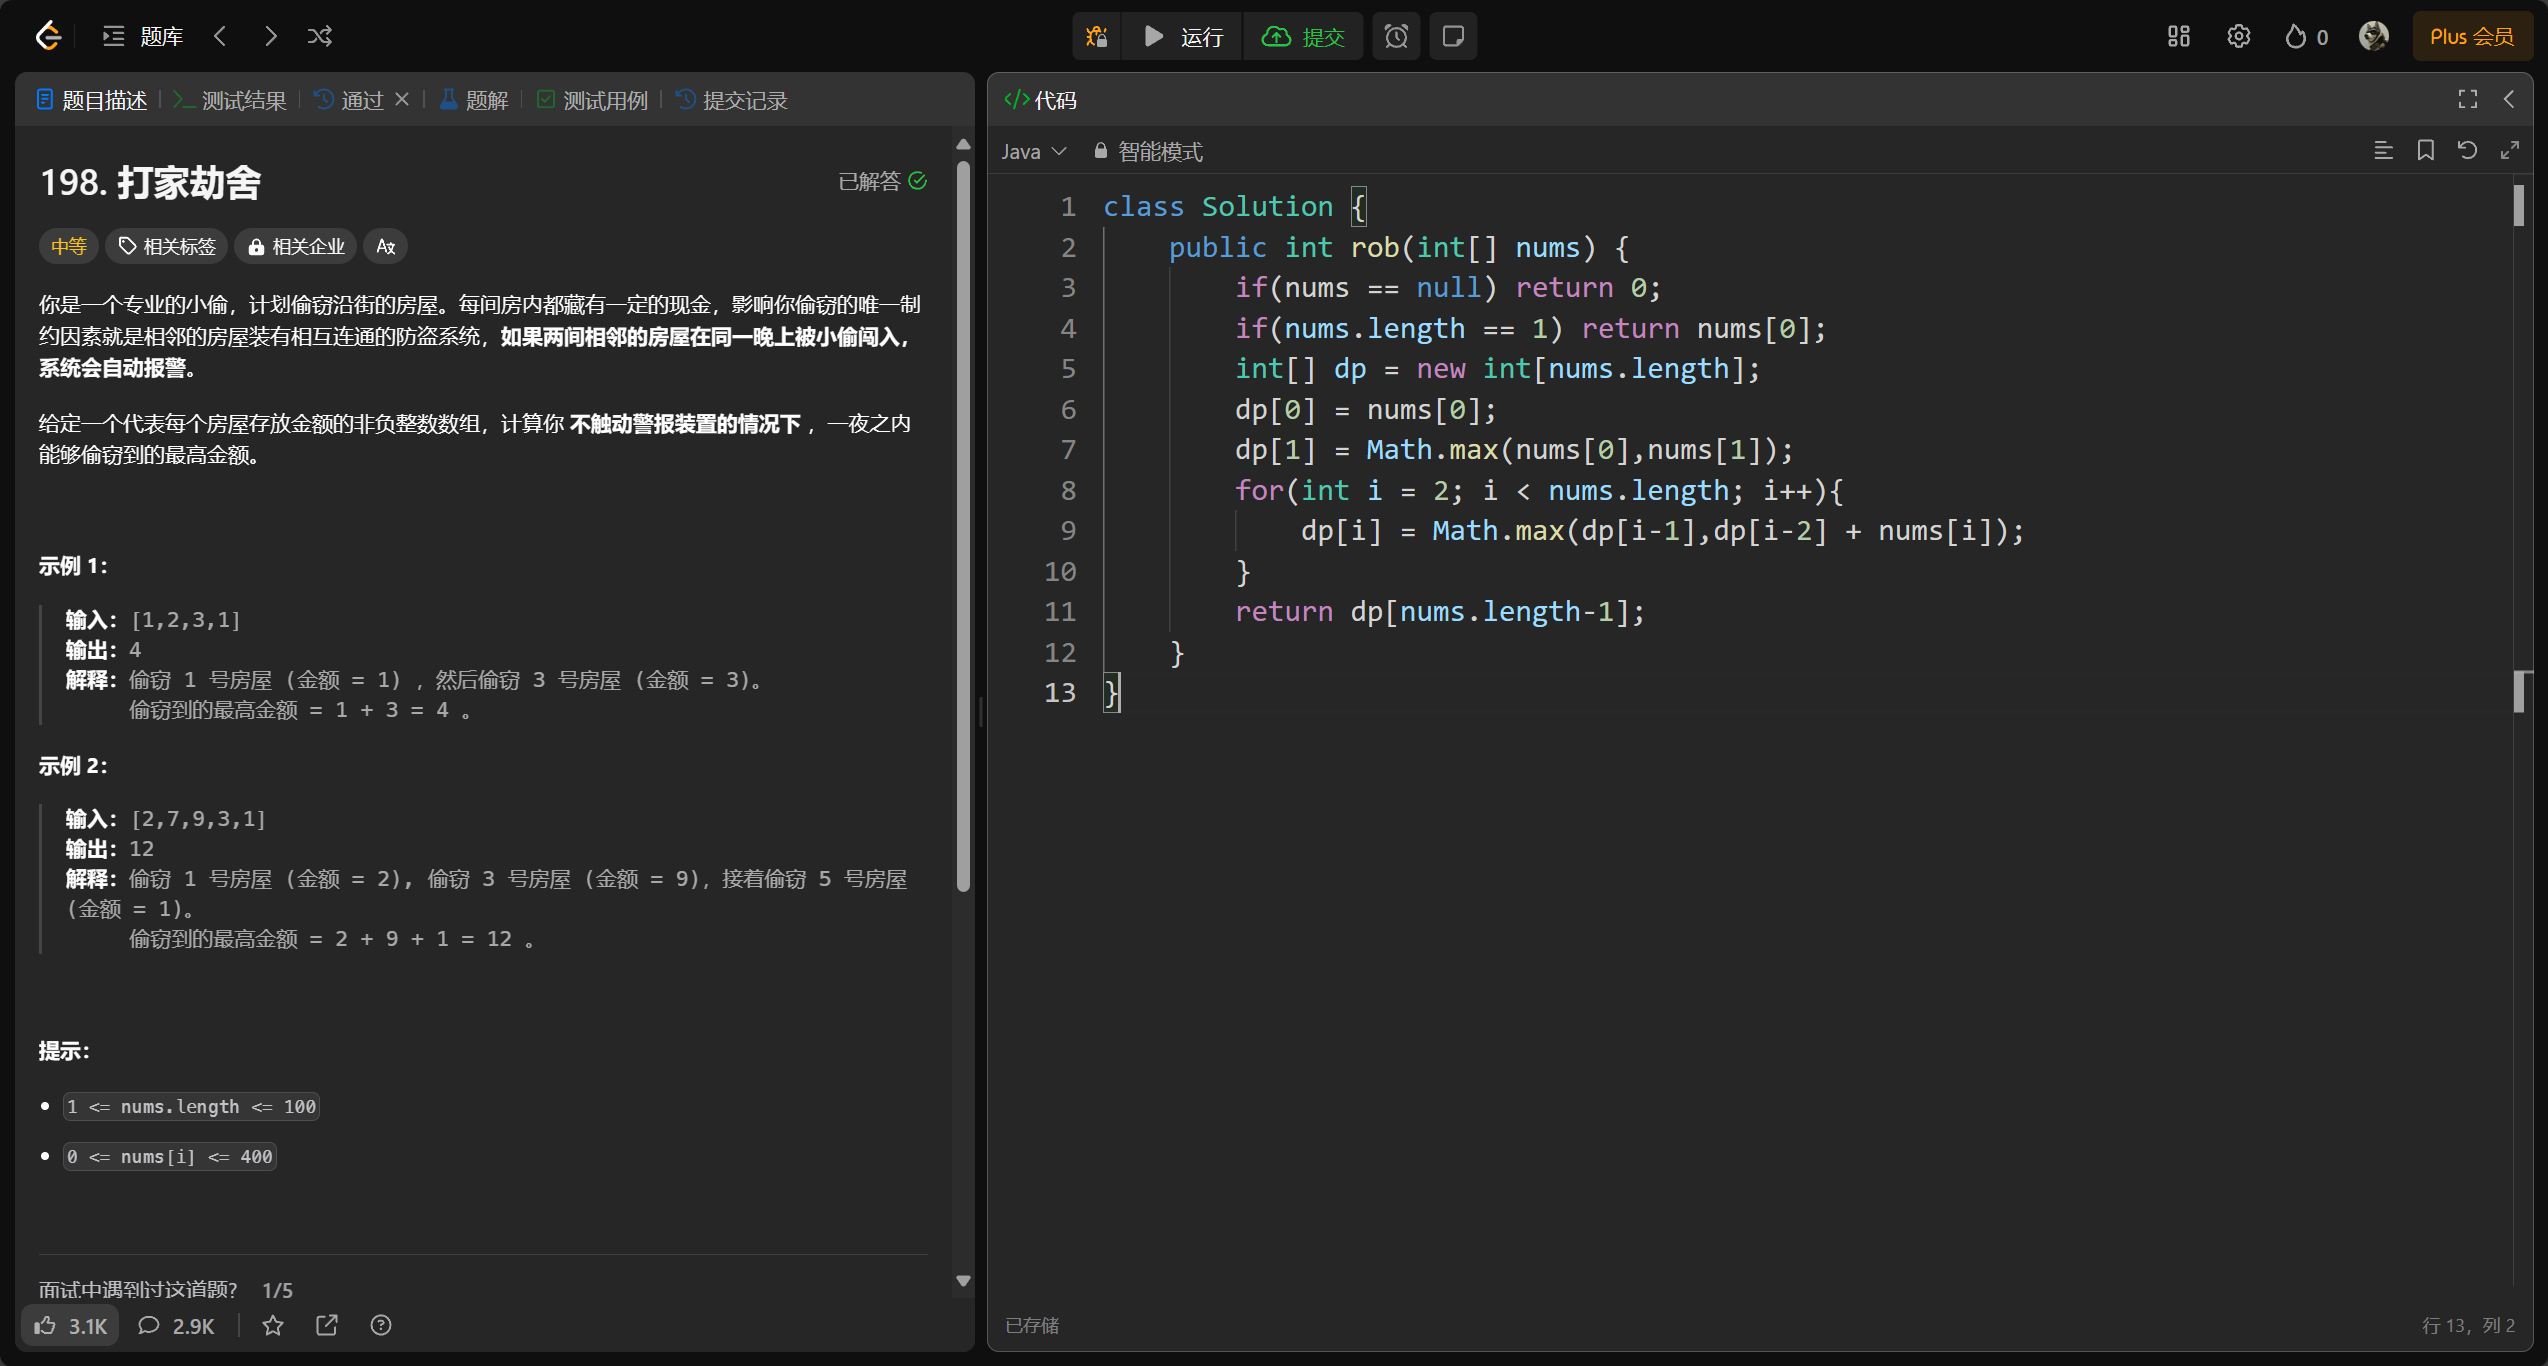 题库
运行
提交
0
Plus 会员
题目描述
测试结果
通过
题解
测试用例
提交记录
198. 打家劫舍
已解答
中等
相关标签
相关企业
你是一个专业的小偷，计划偷窃沿街的房屋。每间房内都藏有一定的现金，影响你偷窃的唯一制
约因素就是相邻的房屋装有相互连通的防盗系统，如果两间相邻的房屋在同一晚上被小偷闯入，
系统会自动报警。
给定一个代表每个房屋存放金额的非负整数数组，计算你 不触动警报装置的情况下 ，一夜之内
能够偷窃到的最高金额。
示例 1：
输入：[1,2,3,1]
输出：4
解释：偷窃 1 号房屋 (金额 = 1) ，然后偷窃 3 号房屋 (金额 = 3)。
偷窃到的最高金额 = 1 + 3 = 4 。
示例 2：
输入：[2,7,9,3,1]
输出：12
解释：偷窃 1 号房屋 (金额 = 2), 偷窃 3 号房屋 (金额 = 9)，接着偷窃 5 号房屋
(金额 = 1)。
偷窃到的最高金额 = 2 + 9 + 1 = 12 。
提示：
1 <= nums.length <= 100
0 <= nums[i] <= 400
面试中遇到过这道题？ 1/5
3.1K
2.9K
代码
Java
智能模式
1 class Solution {
2     public int rob(int[] nums) {
3         if(nums == null) return 0;
4         if(nums.length == 1) return nums[0];
5         int[] dp = new int[nums.length];
6         dp[0] = nums[0];
7         dp[1] = Math.max(nums[0],nums[1]);
8         for(int i = 2; i < nums.length; i++){
9             dp[i] = Math.max(dp[i-1],dp[i-2] + nums[i]);
10         }
11         return dp[nums.length-1];
12     }
13 }
已存储
行 13，列 2